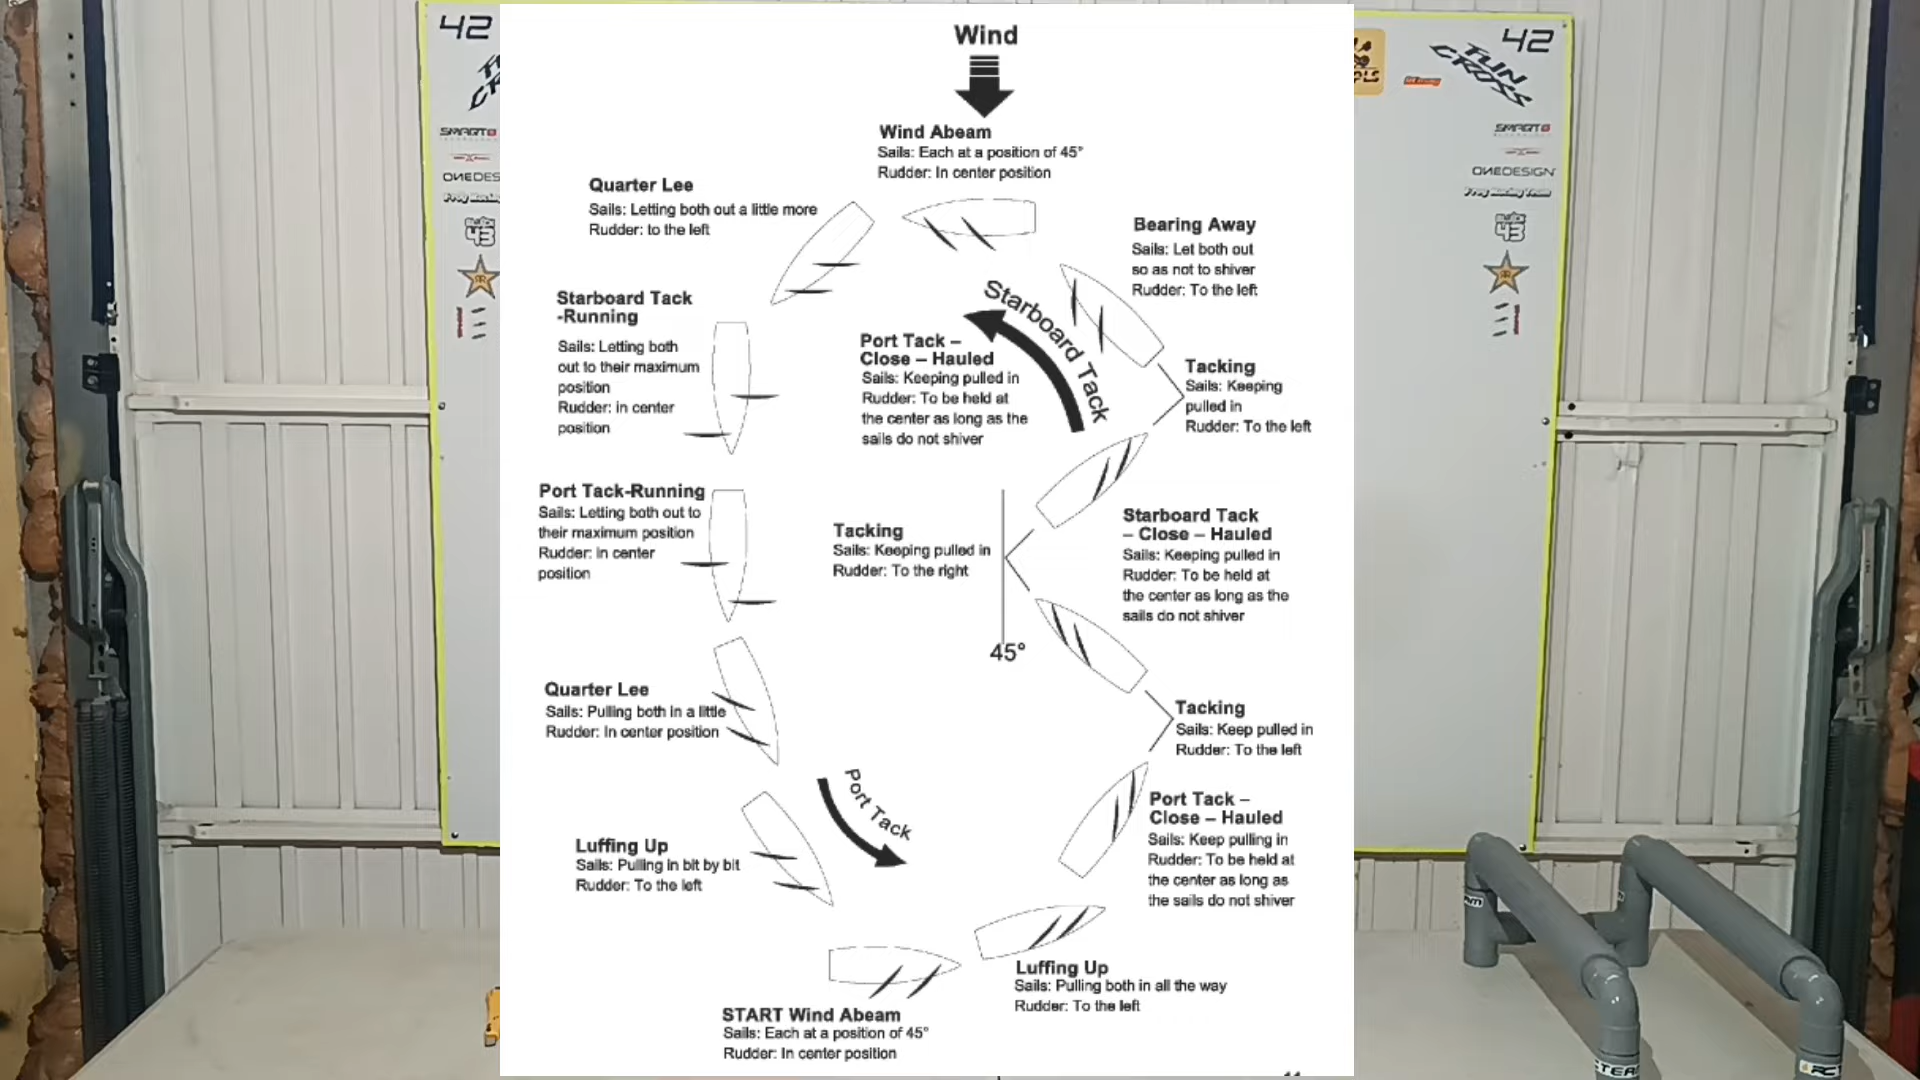 42
SMART
ONEDES
BLACK
43
Wind
Wind Abeam
Sails: Each at a position of 45°
Rudder: In center position
Quarter Lee
Sails: Letting both out a little more
Rudder: to the left
Bearing Away
Sails: Let both out
so as not to shiver
Rudder: To the left
Starboard Tack
-Running
Sails: Letting both
out to their maximum
position
Rudder: in center
position
Starboard Tack
Port Tack –
Close – Hauled
Sails: Keeping pulled in
Rudder: To be held at
the center as long as the
sails do not shiver
Tacking
Sails: Keeping
pulled in
Rudder: To the left
Port Tack-Running
Sails: Letting both out to
their maximum position
Rudder: in center
position
Tacking
Sails: Keeping pulled in
Rudder: To the right
45°
Starboard Tack
– Close – Hauled
Sails: Keeping pulled in
Rudder: To be held at
the center as long as the
sails do not shiver
Quarter Lee
Sails: Pulling both in a little
Rudder: In center position
Tacking
Sails: Keep pulled in
Rudder: To the left
Port Tack
Port Tack –
Close – Hauled
Sails: Keep pulling in
Rudder: To be held at
the center as long as
the sails do not shiver
Luffing Up
Sails: Pulling in bit by bit
Rudder: To the left
Luffing Up
Sails: Pulling both in all the way
Rudder: To the left
START Wind Abeam
Sails: Each at a position of 45°
Rudder: In center position
42
FUN
CROSS
SMART
ONEDESIGN
Frog Racing Team
43